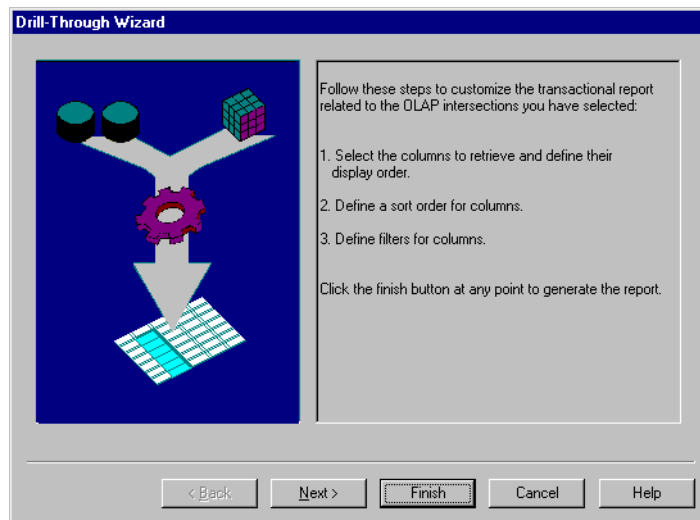 Drill-Through Wizard
Follow these steps to customize the transactional report
related to the OLAP intersections you have selected:
1. Select the columns to retrieve and define their
display order.
2. Define a sort order for columns.
3. Define filters for columns.
Click the finish button at any point to generate the report.
< Back
Next >
Finish
Cancel
Help